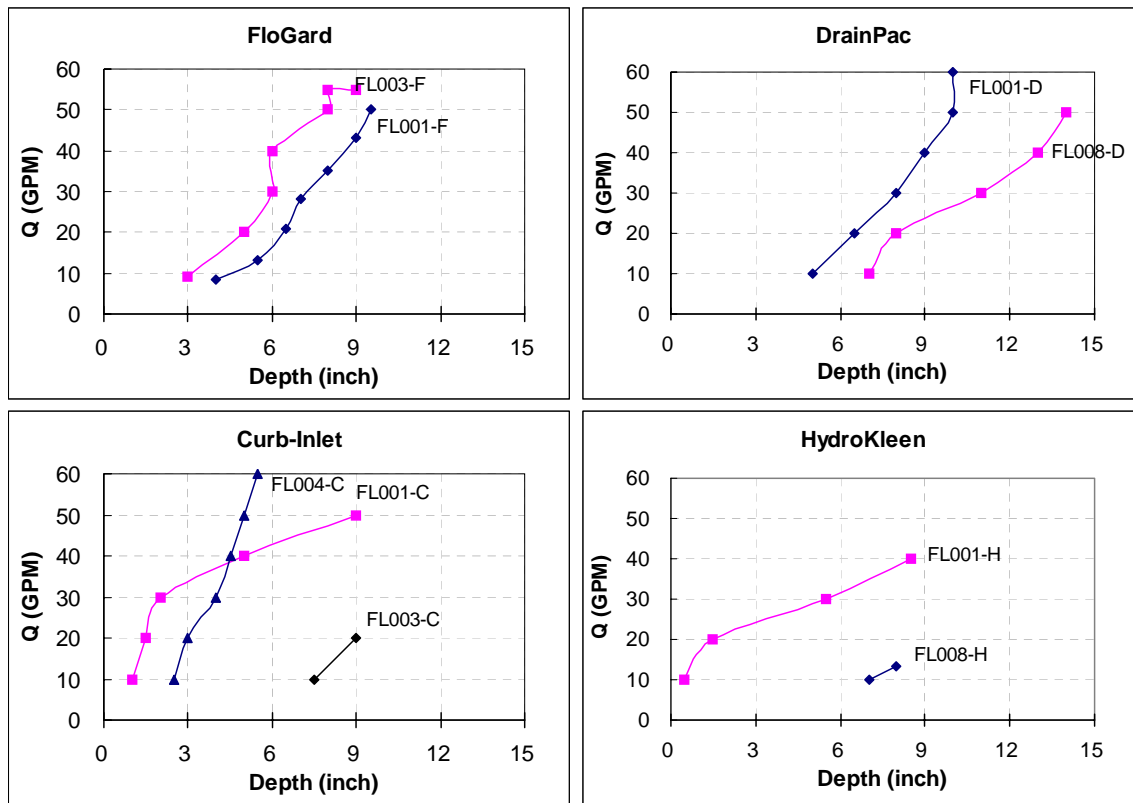 FloGard
60
50
40
30
20
10
0
Q (GPM)
FL003-F
FL001-F
0 3 6 9 12 15
Depth (inch)
DrainPac
60
50
40
30
20
10
0
Q (GPM)
FL001-D
FL008-D
0 3 6 9 12 15
Depth (inch)
Curb-Inlet
60
50
40
30
20
10
0
Q (GPM)
FL004-C
FL001-C
FL003-C
0 3 6 9 12 15
Depth (inch)
HydroKleen
60
50
40
30
20
10
0
Q (GPM)
FL001-H
FL008-H
0 3 6 9 12 15
Depth (inch)